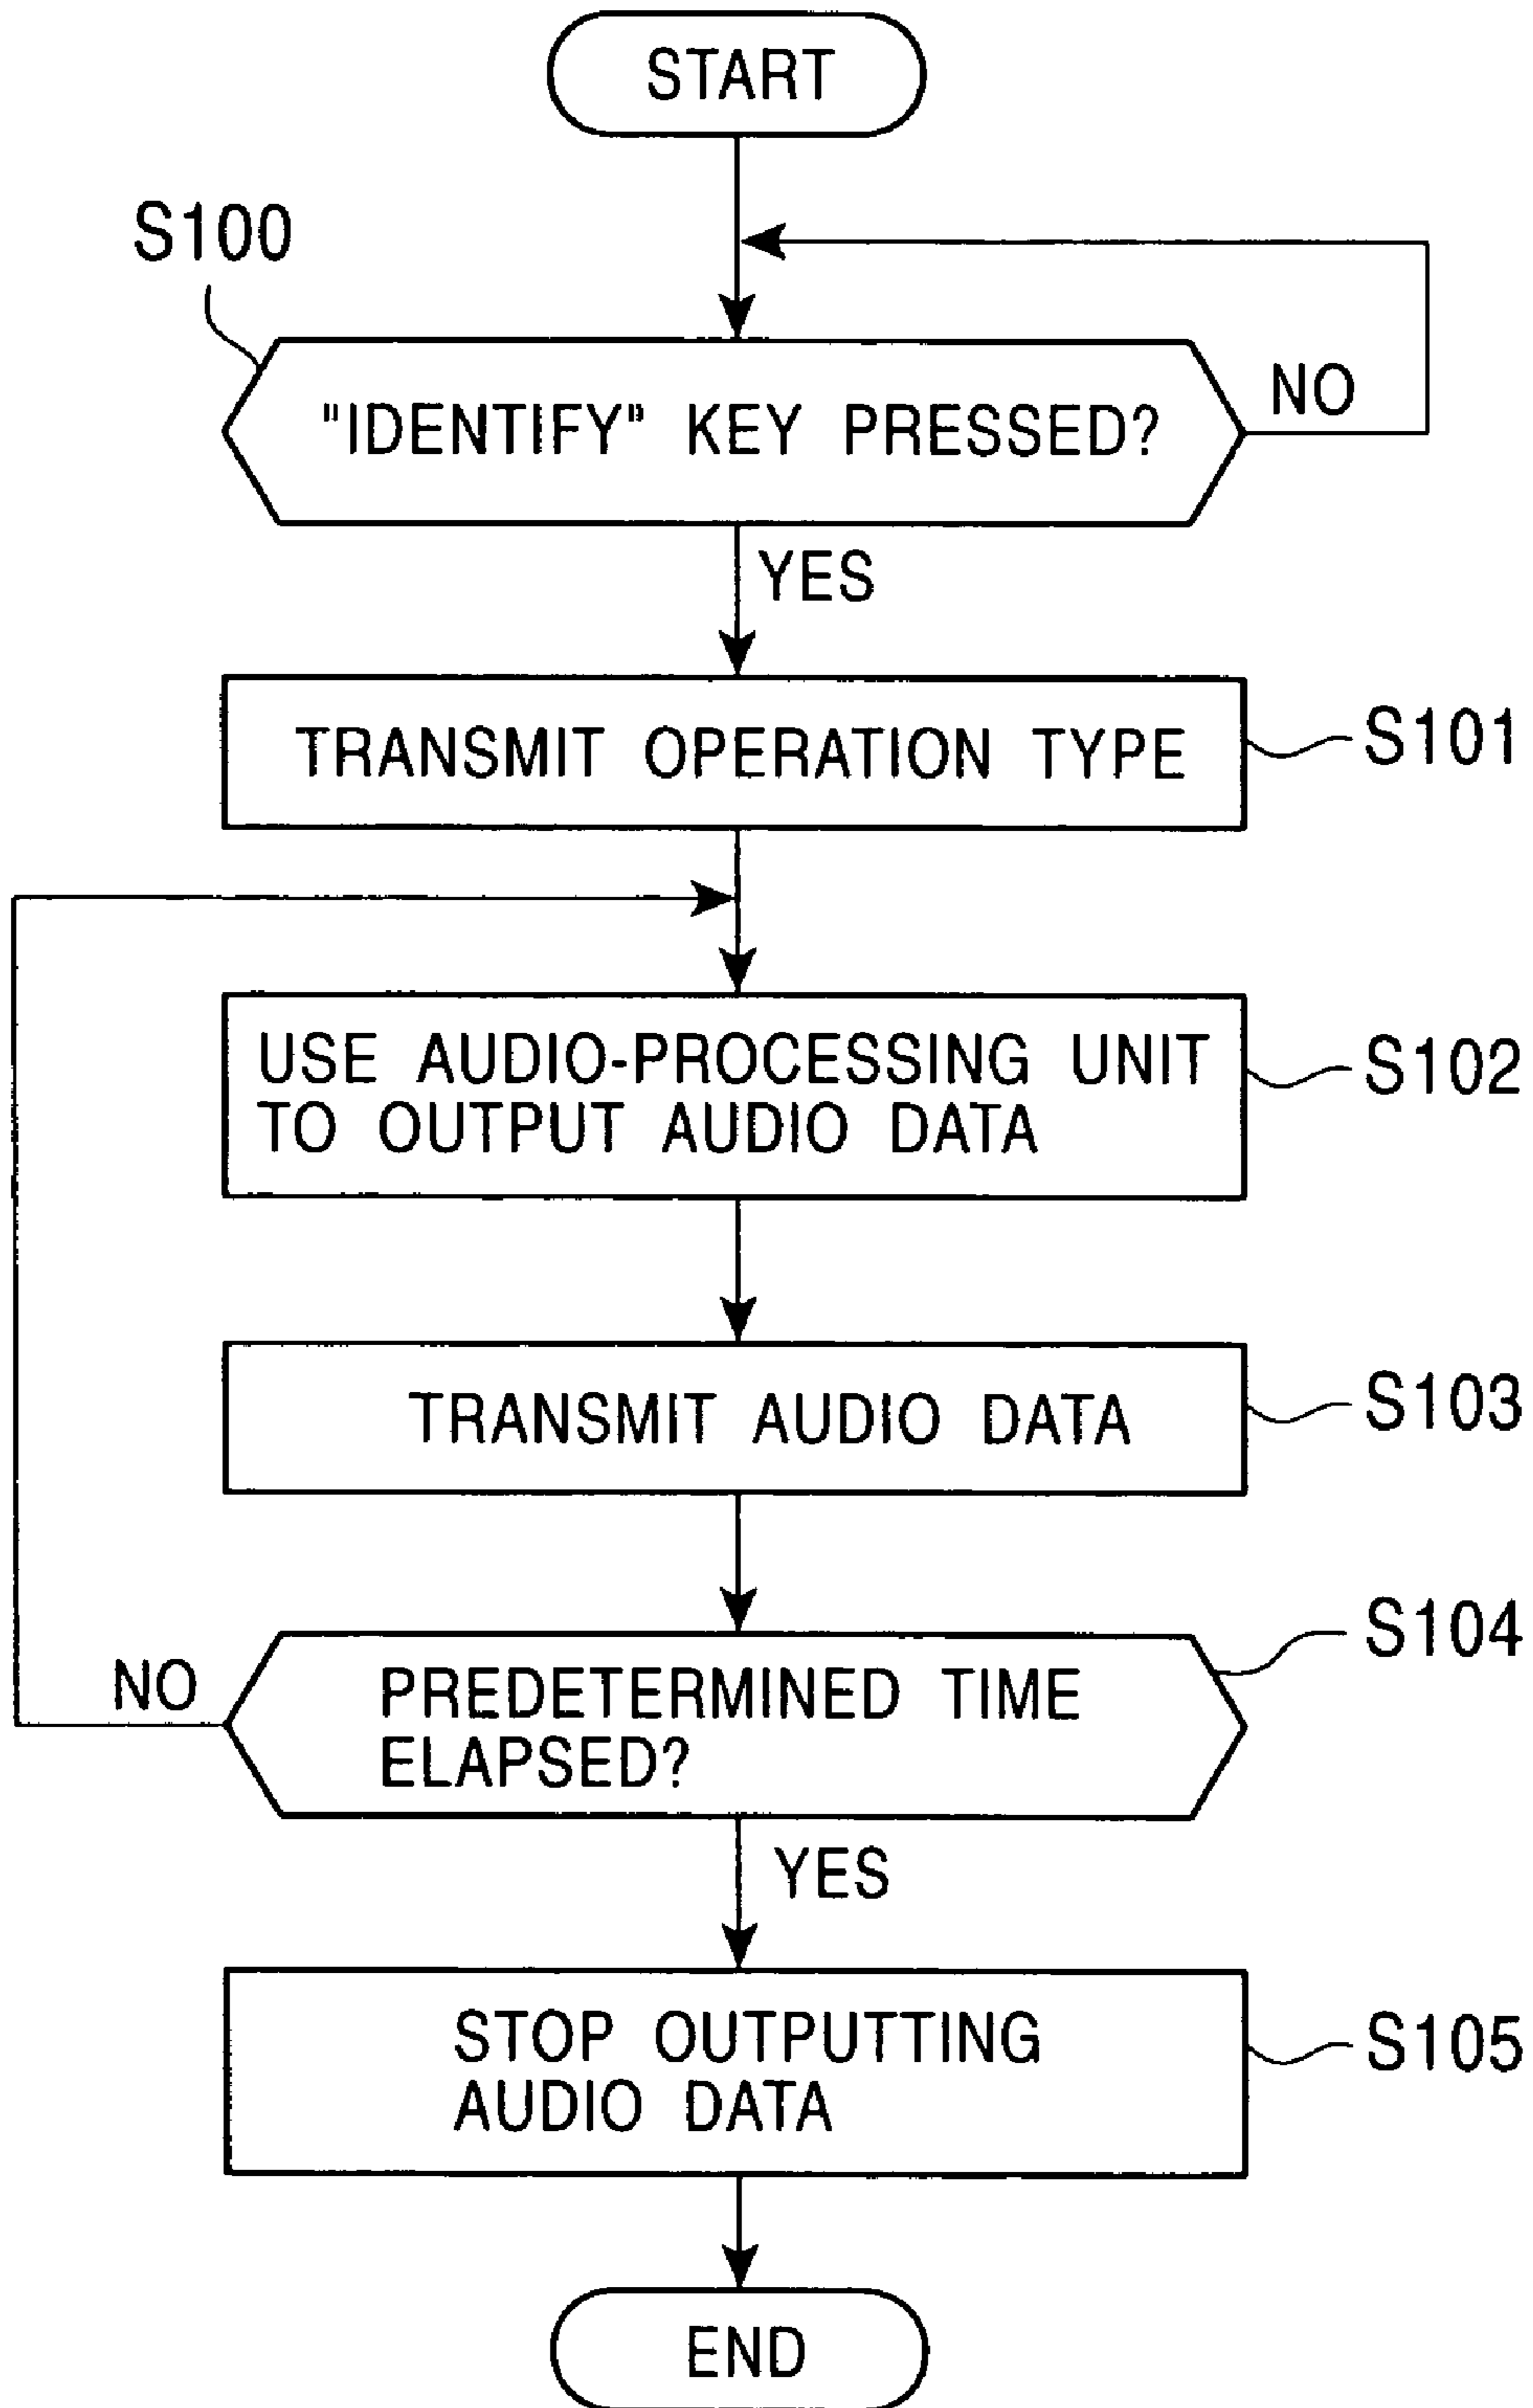 START
S100
"IDENTIFY" KEY PRESSED?
NO
YES
TRANSMIT OPERATION TYPE
S101
USE AUDIO-PROCESSING UNIT
TO OUTPUT AUDIO DATA
S102
TRANSMIT AUDIO DATA
S103
S104
NO
PREDETERMINED TIME
ELAPSED?
YES
STOP OUTPUTTING
AUDIO DATA
S105
END